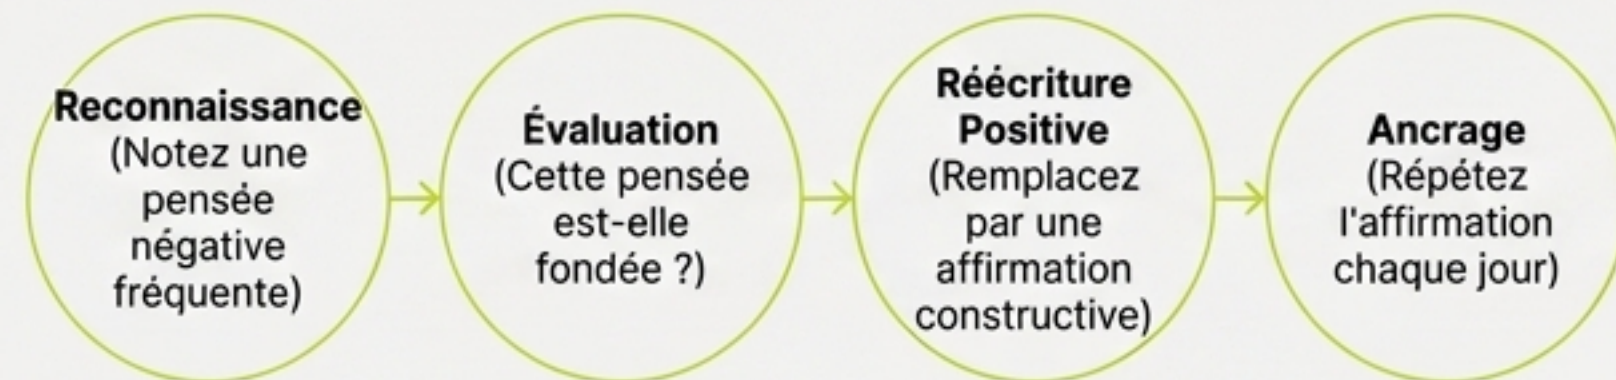 Reconnaissance
(Notez une
pensée
négative
fréquente)
Évaluation
(Cette pensée
est-elle
fondée ?)
Réécriture
Positive
(Remplacez
par une
affirmation
constructive)
Ancrage
(Répétez
l'affirmation
chaque jour)